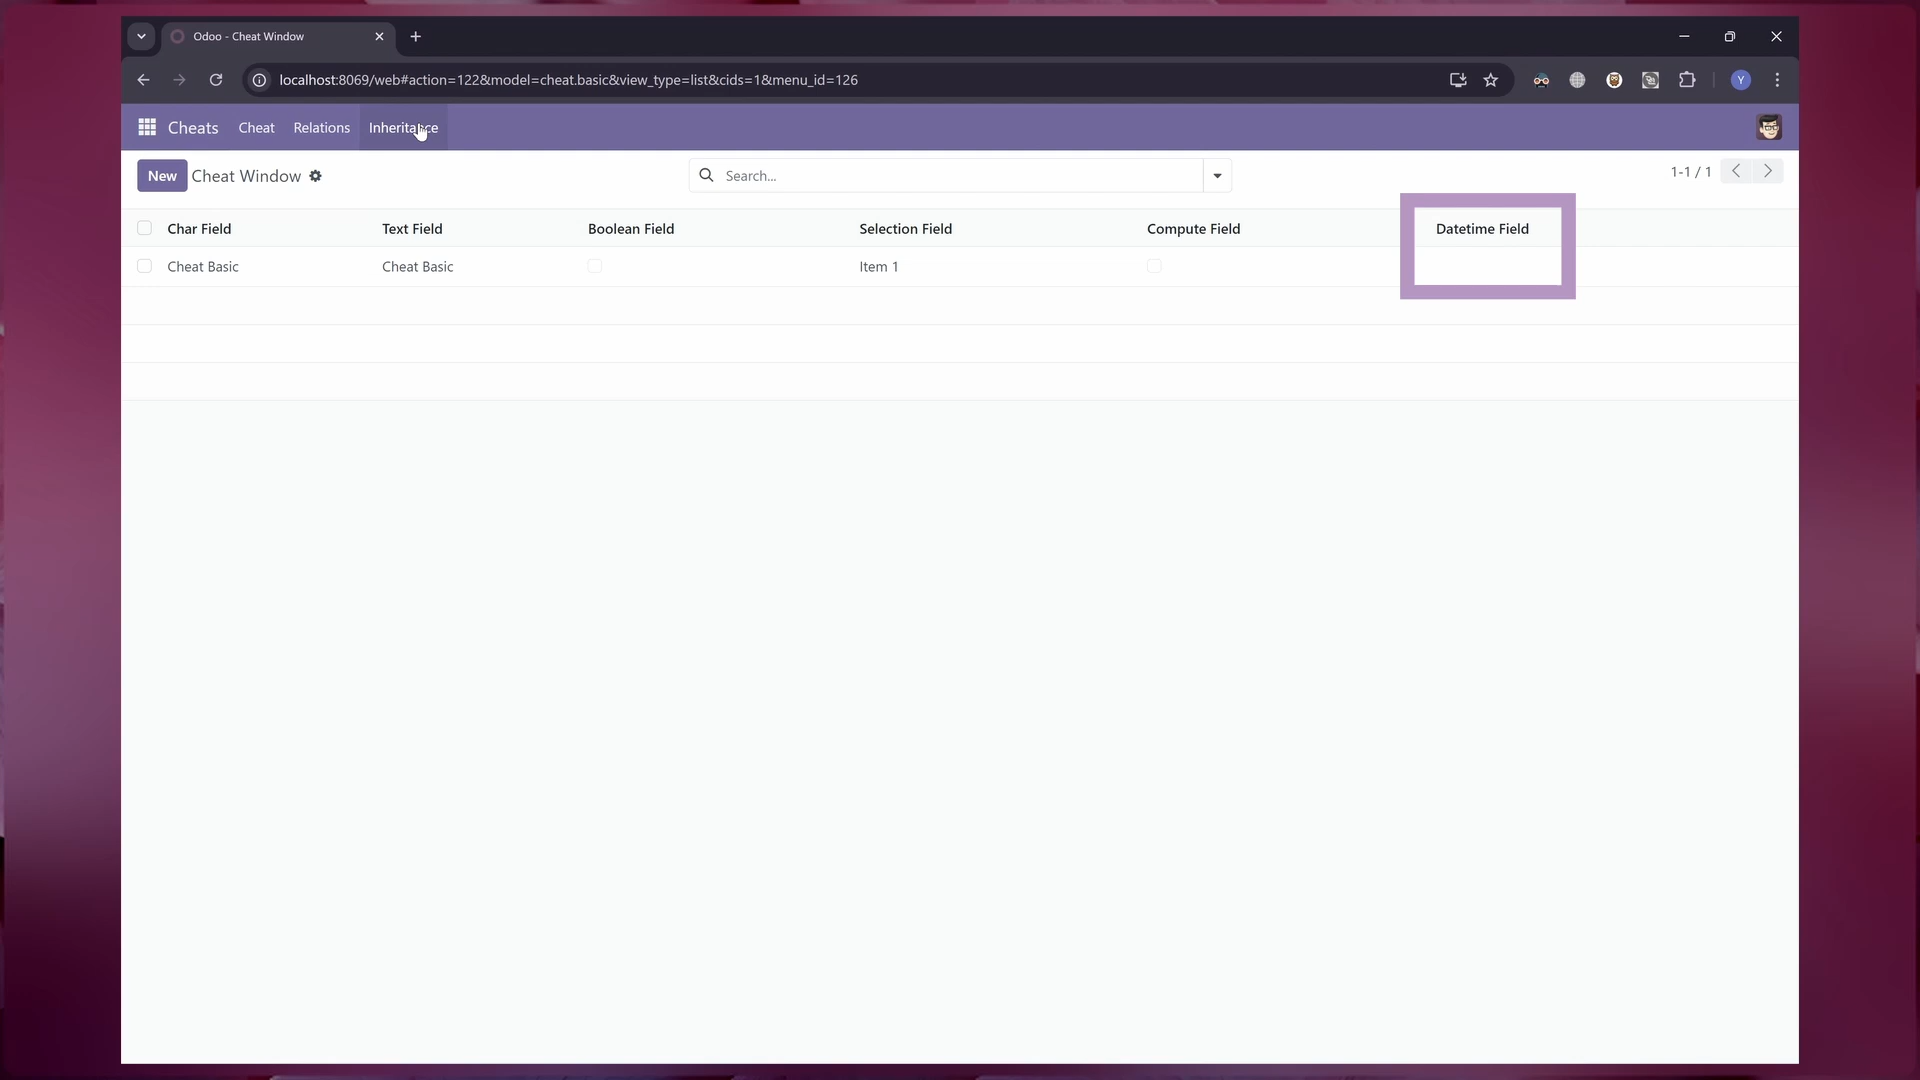 Odoo - Cheat Window
localhost:8069/web#action=122&model=cheat.basic&view_type=list&cids=1&menu_id=126
Y
Cheats Cheat Relations Inheritance
New Cheat Window Search... 1-1 / 1
Char Field Text Field Boolean Field Selection Field Compute Field Datetime Field
Cheat Basic Cheat Basic Item 1